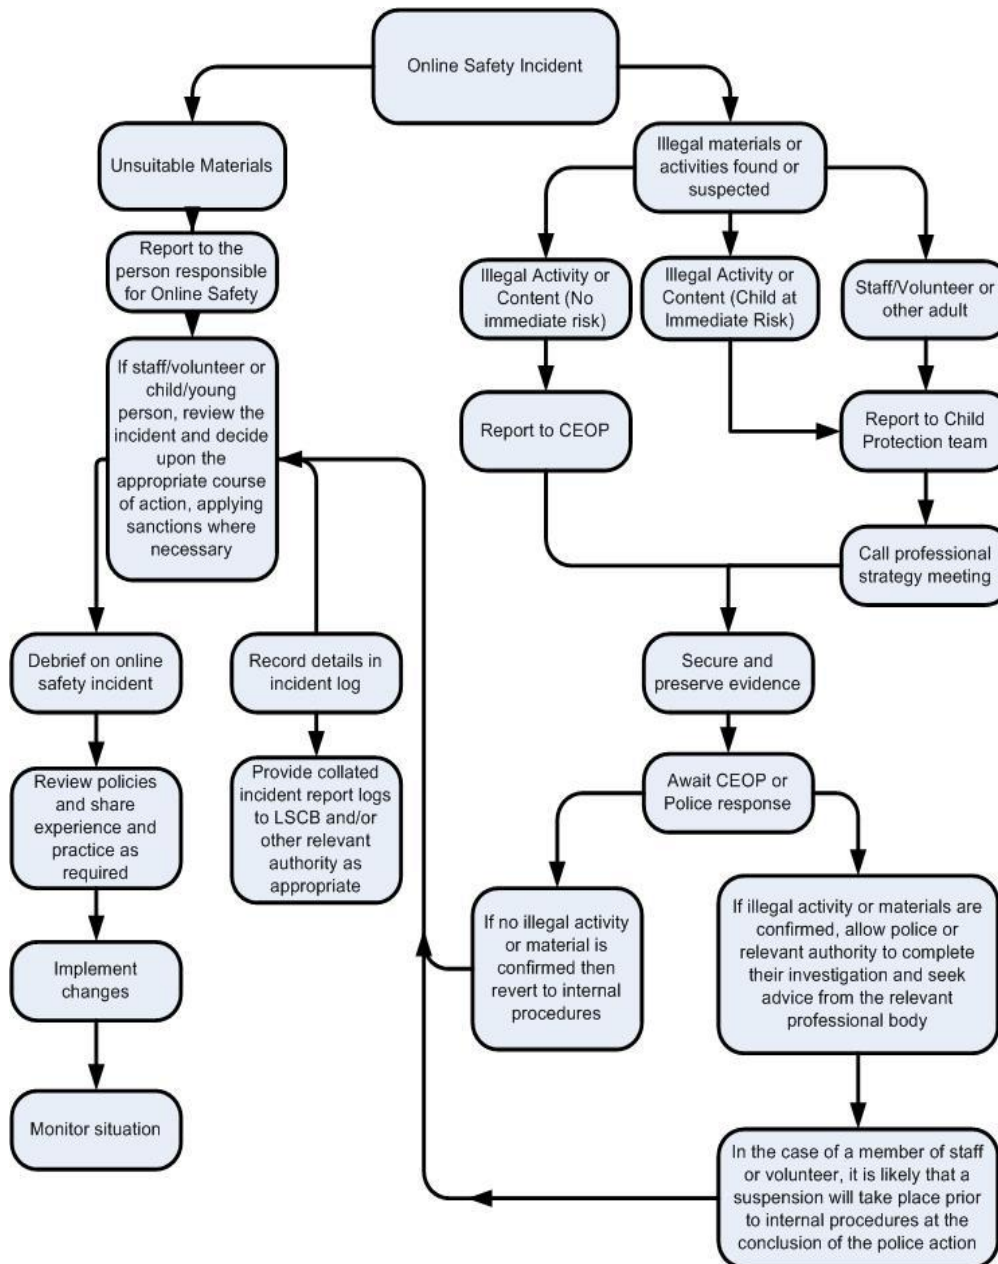 Online Safety Incident
Unsuitable Materials
Illegal materials or
activities found or
suspected
Report to the
person responsible
for Online Safety
Illegal Activity or
Content (No
immediate risk)
Illegal Activity or
Content (Child at
Immediate Risk)
Staff/Volunteer or
other adult
If staff/volunteer or
child/young
person, review the
incident and decide
upon the
appropriate course
of action, applying
sanctions where
necessary
Report to CEOP
Report to Child
Protection team
Call professional
strategy meeting
Debrief on online
safety incident
Record details in
incident log
Secure and
preserve evidence
Review policies
and share
experience and
practice as
required
Provide collated
incident report logs
to LSCB and/or
other relevant
authority as
appropriate
Await CEOP or
Police response
If no illegal activity
or material is
confirmed then
revert to internal
procedures
If illegal activity or materials are
confirmed, allow police or
relevant authority to complete
their investigation and seek
advice from the relevant
professional body
Implement
changes
Monitor situation
In the case of a member of staff
or volunteer, it is likely that a
suspension will take place prior
to internal procedures at the
conclusion of the police action